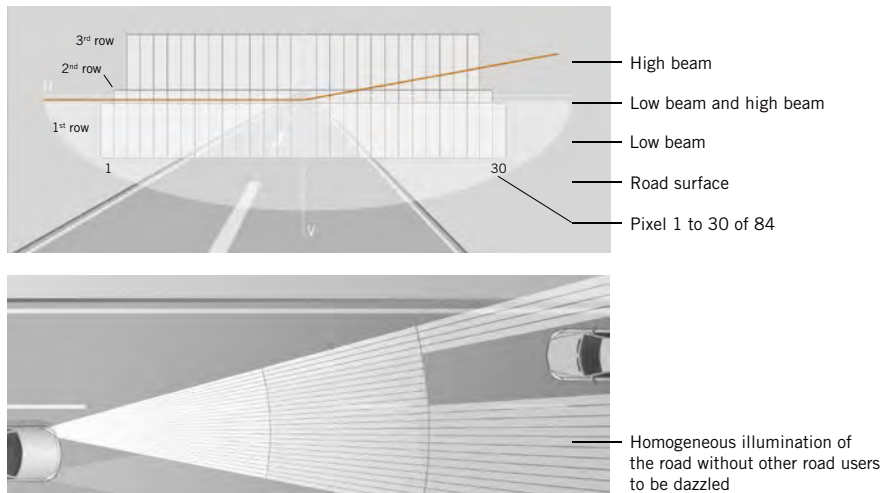 3rd row
2nd row
H
1st row
1
30
V
High beam
Low beam and high beam
Low beam
Road surface
Pixel 1 to 30 of 84
Homogeneous illumination of
the road without other road users
to be dazzled